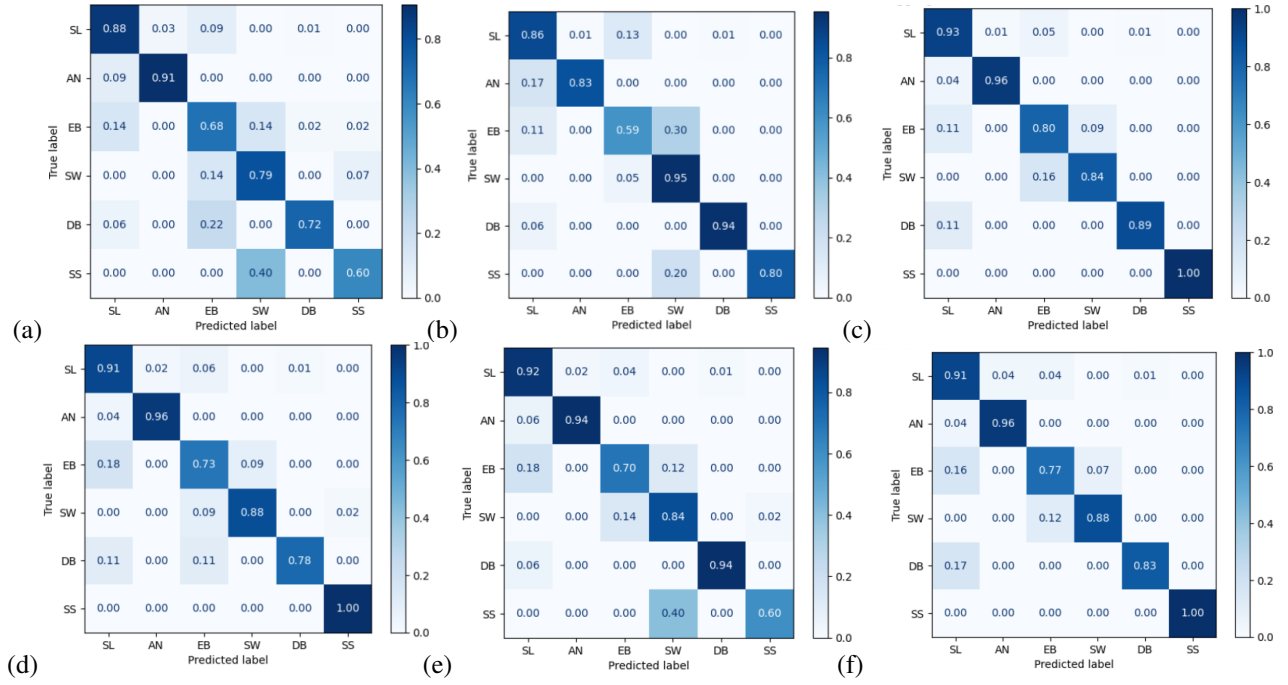 SL 0.88 0.03 0.09 0.00 0.01 0.00
AN 0.09 0.91 0.00 0.00 0.00 0.00
EB 0.14 0.00 0.68 0.14 0.02 0.02
SW 0.00 0.00 0.14 0.79 0.00 0.07
DB 0.06 0.00 0.22 0.00 0.72 0.00
SS 0.00 0.00 0.00 0.40 0.00 0.60
True label
SL AN EB SW DB SS
Predicted label
0.8
0.6
0.4
0.2
0.0
(a)
SL 0.86 0.01 0.13 0.00 0.01 0.00
AN 0.17 0.83 0.00 0.00 0.00 0.00
EB 0.11 0.00 0.59 0.30 0.00 0.00
SW 0.00 0.00 0.05 0.95 0.00 0.00
DB 0.06 0.00 0.00 0.00 0.94 0.00
SS 0.00 0.00 0.00 0.20 0.00 0.80
True label
SL AN EB SW DB SS
Predicted label
0.8
0.6
0.4
0.2
0.0
(b)
SL 0.93 0.01 0.05 0.00 0.01 0.00
AN 0.04 0.96 0.00 0.00 0.00 0.00
EB 0.11 0.00 0.80 0.09 0.00 0.00
SW 0.00 0.00 0.16 0.84 0.00 0.00
DB 0.11 0.00 0.00 0.00 0.89 0.00
SS 0.00 0.00 0.00 0.00 0.00 1.00
True label
SL AN EB SW DB SS
Predicted label
1.0
0.8
0.6
0.4
0.2
0.0
(c)
SL 0.91 0.02 0.06 0.00 0.01 0.00
AN 0.04 0.96 0.00 0.00 0.00 0.00
EB 0.18 0.00 0.73 0.09 0.00 0.00
SW 0.00 0.00 0.09 0.88 0.00 0.02
DB 0.11 0.00 0.11 0.00 0.78 0.00
SS 0.00 0.00 0.00 0.00 0.00 1.00
True label
SL AN EB SW DB SS
Predicted label
1.0
0.8
0.6
0.4
0.2
0.0
(d)
SL 0.92 0.02 0.04 0.00 0.01 0.00
AN 0.06 0.94 0.00 0.00 0.00 0.00
EB 0.18 0.00 0.70 0.12 0.00 0.00
SW 0.00 0.00 0.14 0.84 0.00 0.02
DB 0.06 0.00 0.00 0.00 0.94 0.00
SS 0.00 0.00 0.00 0.40 0.00 0.60
True label
SL AN EB SW DB SS
Predicted label
0.8
0.6
0.4
0.2
0.0
(e)
SL 0.91 0.04 0.04 0.00 0.01 0.00
AN 0.04 0.96 0.00 0.00 0.00 0.00
EB 0.16 0.00 0.77 0.07 0.00 0.00
SW 0.00 0.00 0.12 0.88 0.00 0.00
DB 0.17 0.00 0.00 0.00 0.83 0.00
SS 0.00 0.00 0.00 0.00 0.00 1.00
True label
SL AN EB SW DB SS
Predicted label
1.0
0.8
0.6
0.4
0.2
0.0
(f)